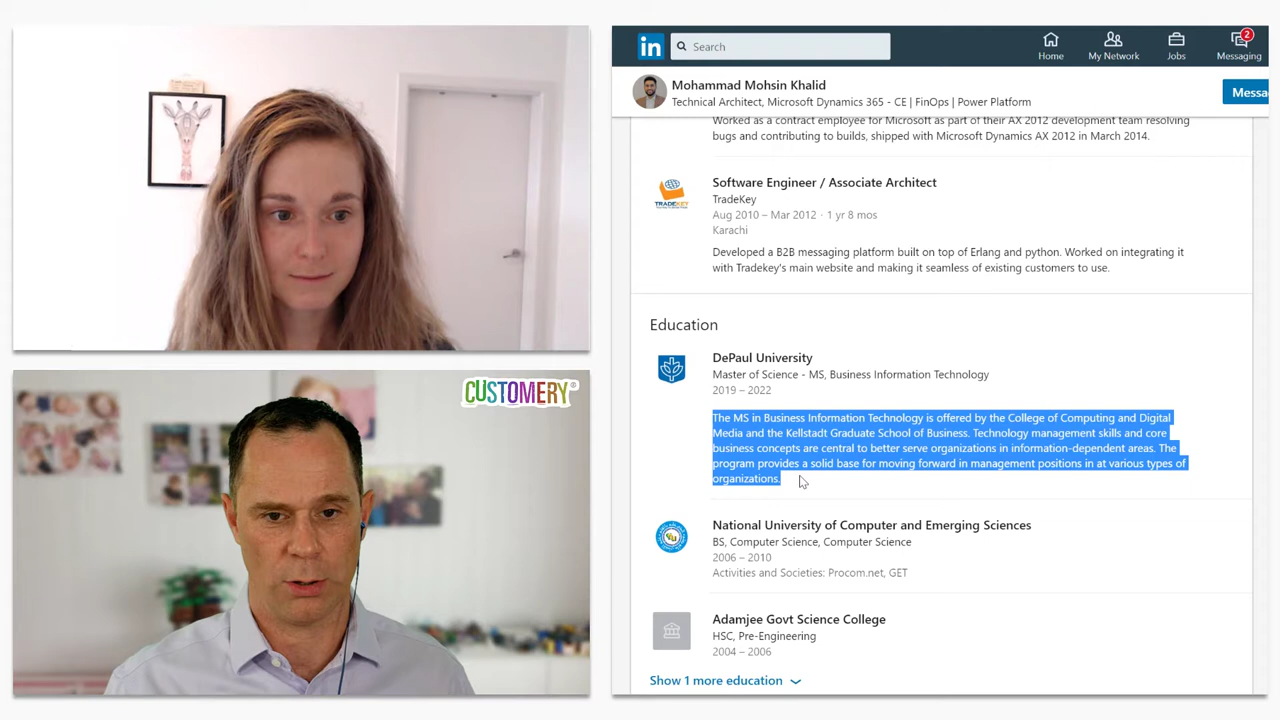 CUSTOMERY®
in
Search
Home
My Network
Jobs
2
Messaging
Mohammad Mohsin Khalid
Technical Architect, Microsoft Dynamics 365 - CE | FinOps | Power Platform
Messa
Worked as a contract employee for Microsoft as part of their AX 2012 development team resolving
bugs and contributing to builds, shipped with Microsoft Dynamics AX 2012 in March 2014.
TRADEKEY
Software Engineer / Associate Architect
TradeKey
Aug 2010 – Mar 2012 · 1 yr 8 mos
Karachi
Developed a B2B messaging platform built on top of Erlang and python. Worked on integrating it
with Tradekey's main website and making it seamless of existing customers to use.
Education
DePaul University
Master of Science - MS, Business Information Technology
2019 – 2022
The MS in Business Information Technology is offered by the College of Computing and Digital
Media and the Kellstadt Graduate School of Business. Technology management skills and core
business concepts are central to better serve organizations in information-dependent areas. The
program provides a solid base for moving forward in management positions in at various types of
organizations.
National University of Computer and Emerging Sciences
BS, Computer Science, Computer Science
2006 – 2010
Activities and Societies: Procom.net, GET
Adamjee Govt Science College
HSC, Pre-Engineering
2004 – 2006
Show 1 more education